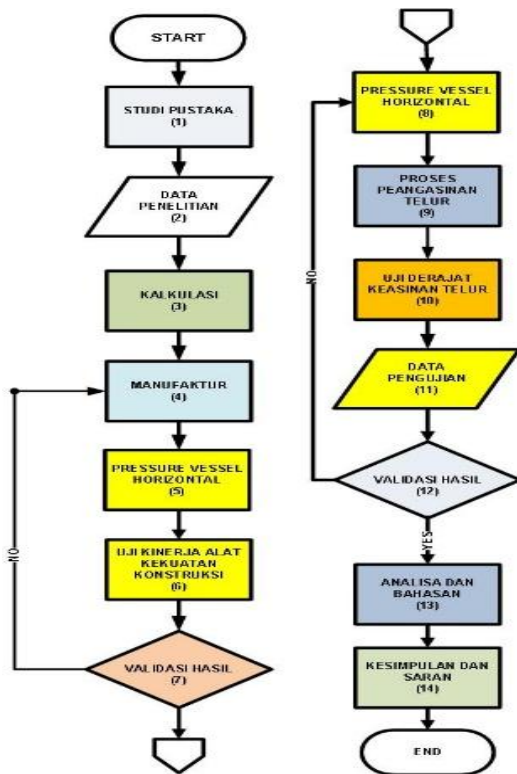 START
STUDI PUSTAKA
(1)
DATA
PENELITIAN
(2)
KALKULASI
(3)
MANUFAKTUR
(4)
PRESSURE VESSEL
HORIZONTAL
(5)
UJI KINERJA ALAT
KEKUATAN
KONSTRUKSI
(6)
VALIDASI HASIL
(7)
NO
PRESSURE VESSEL
HORIZONTAL
(8)
PROSES
PEANGASINAN
TELUR
(9)
UJI DERAJAT
KEASINAN TELUR
(10)
DATA
PENGUJIAN
(11)
VALIDASI HASIL
(12)
NO
YES
ANALISA DAN
BAHASAN
(13)
KESIMPULAN DAN
SARAN
(14)
END